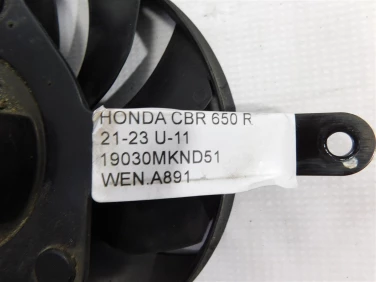 HONDA CBR 650 R
21-23 U-11
19030MKND51
WEN.A891